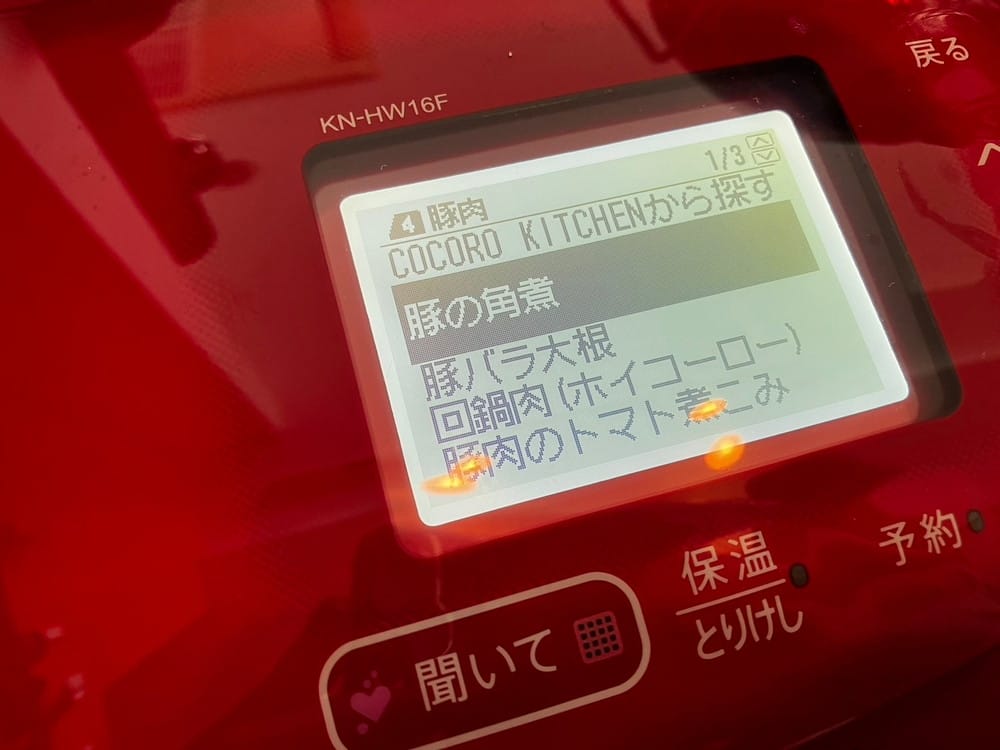 戻る
KN-HW16F
4 豚肉 1/3
COCORO KITCHENから探す
豚の角煮
豚バラ大根
回鍋肉(ホイコーロー)
豚肉のトマト煮こみ
保温
とりけし
予約
聞いて